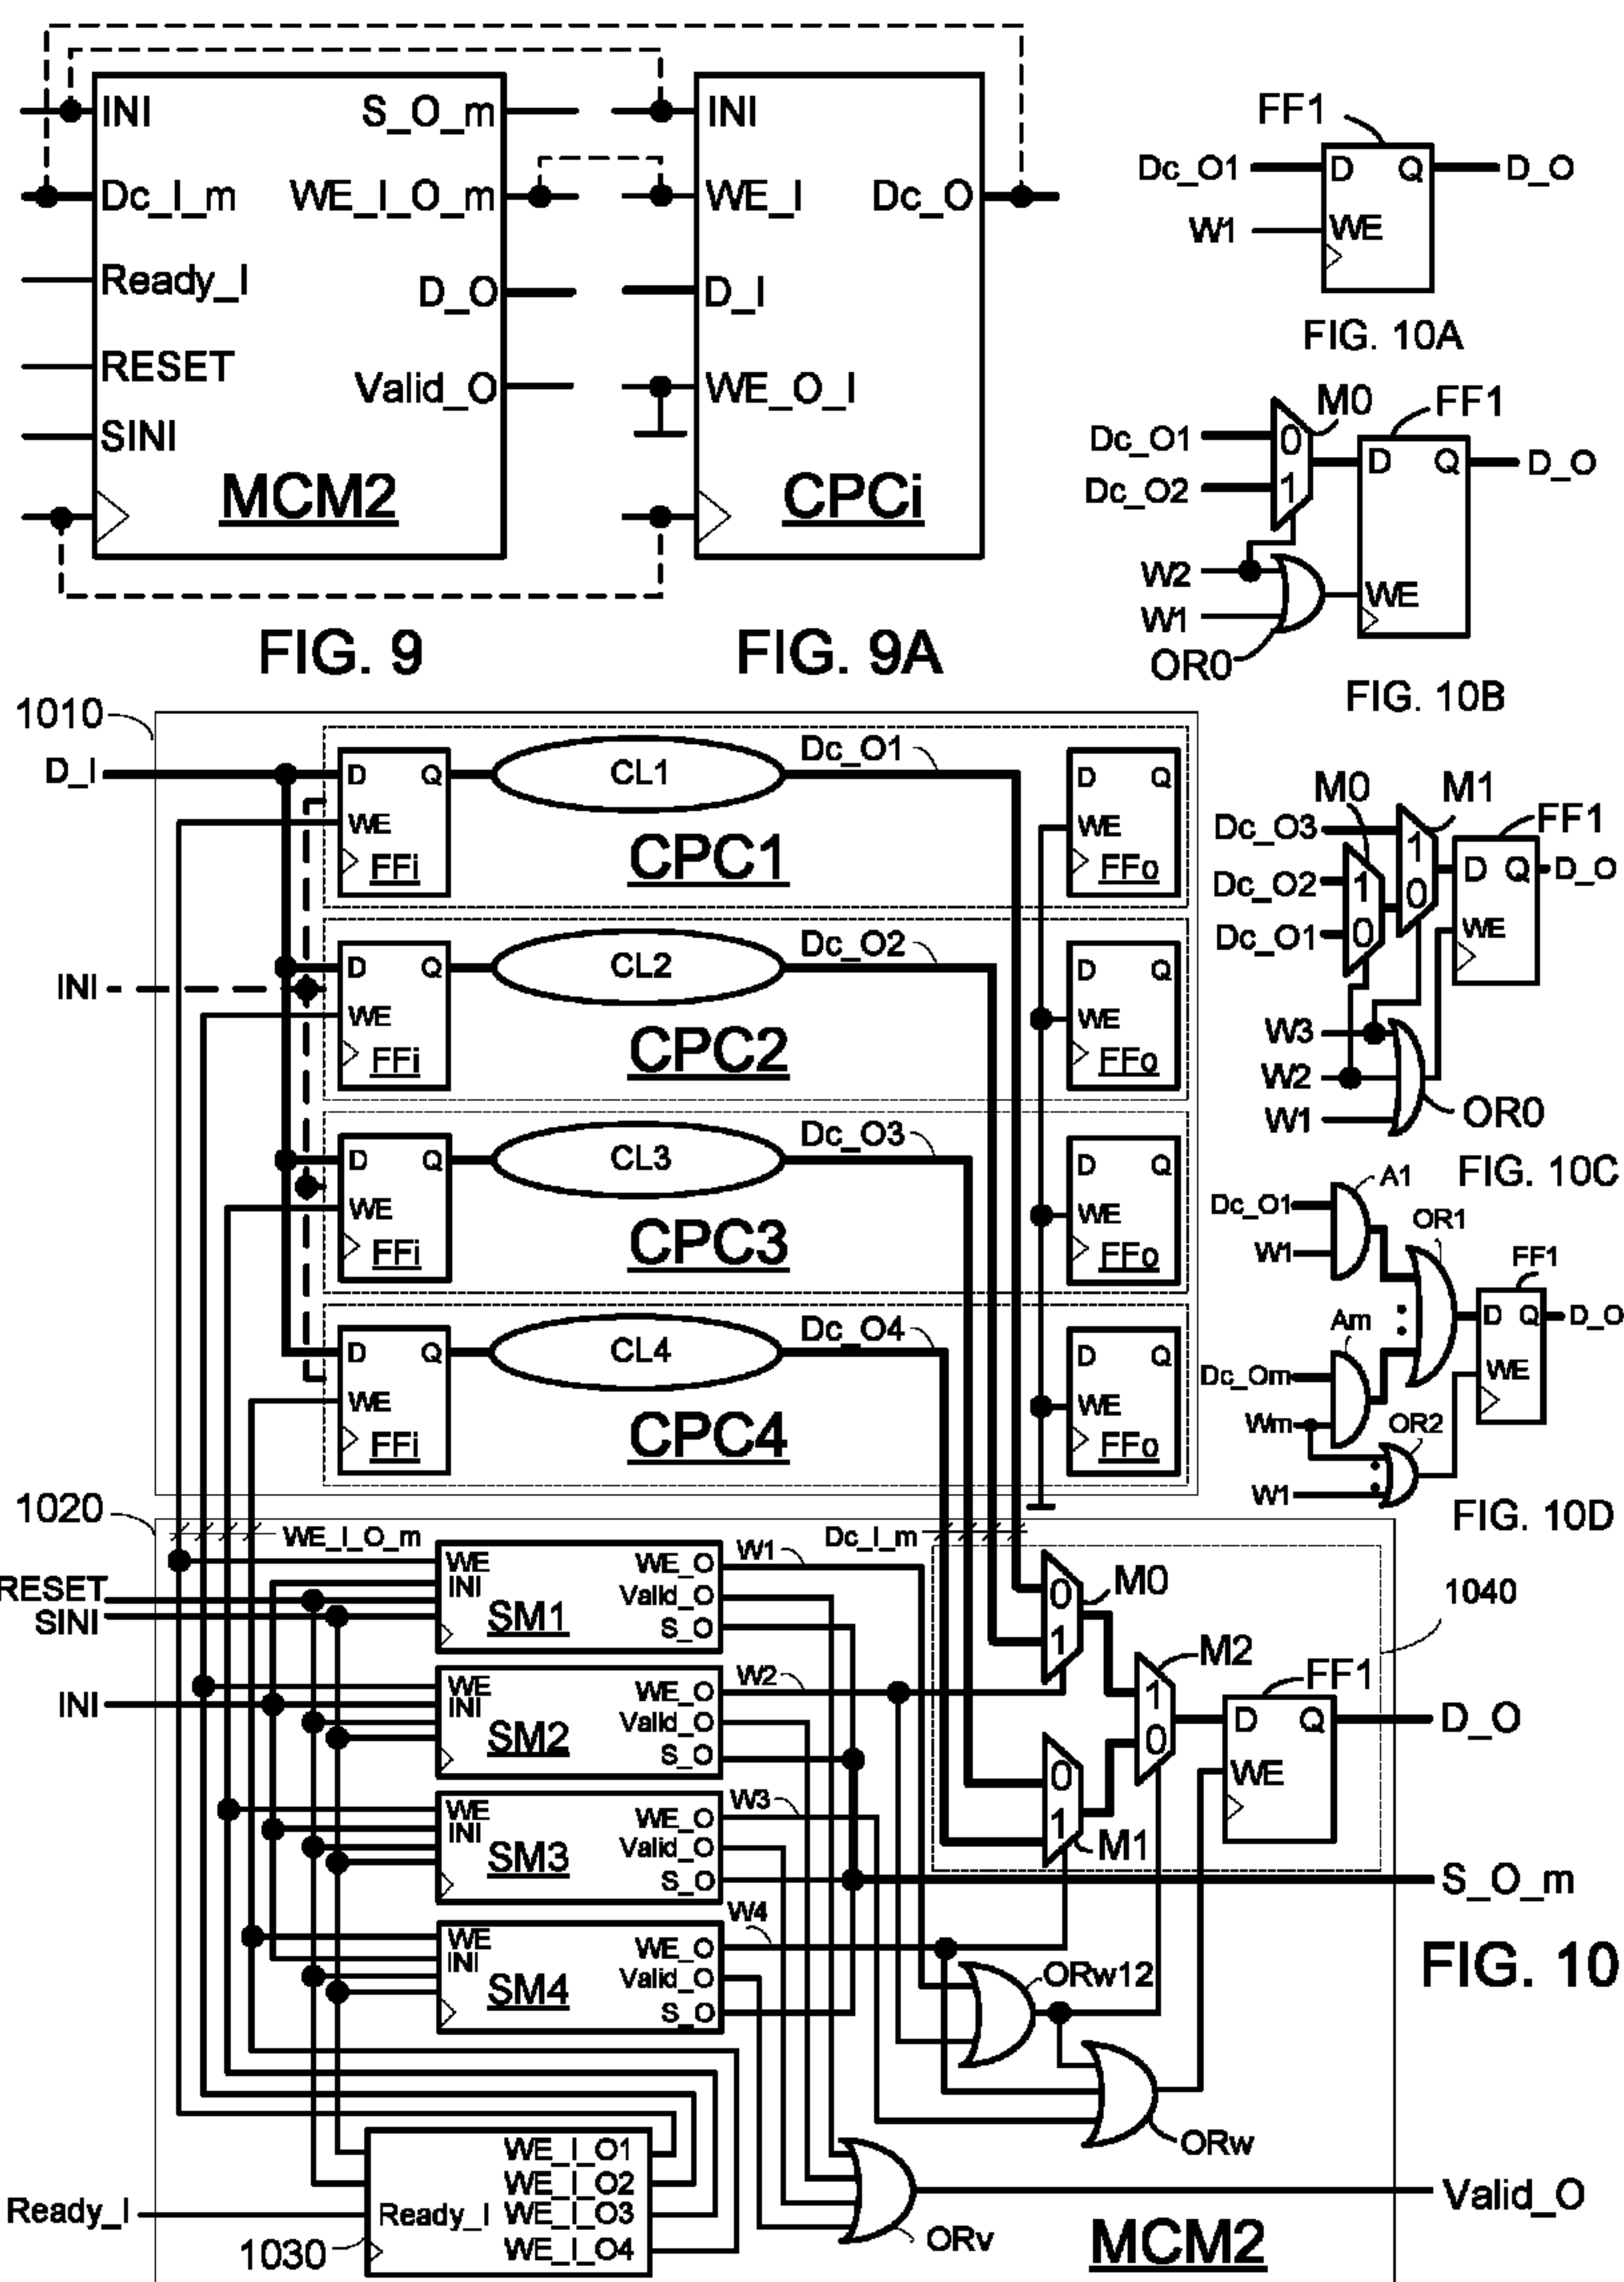 INI
Dc_I_m
Ready_I
RESET
SINI
S_O_m
WE_I_O_m
D_O
Valid_O
MCM2
FIG. 9
INI
WE_I
D_I
WE_O_I
Dc_O
CPCi
FIG. 9A
FF1
Dc_O1
D Q
D_O
W1
WE
FIG. 10A
M0
FF1
Dc_O1
0
D Q
D_O
Dc_O2
1
W2
WE
W1
OR0
FIG. 10B
M0
M1
FF1
Dc_O3
1
Dc_O2
1
0
D Q
D_O
Dc_O1
0
WE
W3
W2
W1
OR0
FIG. 10C
A1
Dc_O1
W1
OR1
FF1
Am
D Q
D_O
WE
Dc_Om
Wm
OR2
W1
FIG. 10D
1010
D_I
INI
D Q
WE
FFi
CL1
Dc_O1
CPC1
D Q
WE
FFo
D Q
WE
FFi
CL2
Dc_O2
CPC2
D Q
WE
FFo
D Q
WE
FFi
CL3
Dc_O3
CPC3
D Q
WE
FFo
D Q
WE
FFi
CL4
Dc_O4
CPC4
D Q
WE
FFo
1020
WE_I_O_m
Dc_I_m
RESET
SINI
INI
WE
INI
SM1
WE_O
Valid_O
S_O
W1
WE
INI
SM2
WE_O
Valid_O
S_O
W2
WE
INI
SM3
WE_O
Valid_O
S_O
W3
WE
INI
SM4
WE_O
Valid_O
S_O
W4
M0
0
1
M1
0
1
M2
1
0
FF1
D Q
WE
1040
D_O
S_O_m
FIG. 10
ORw12
ORw
Ready_I
Ready_I
WE_I_O1
WE_I_O2
WE_I_O3
WE_I_O4
1030
ORv
Valid_O
MCM2